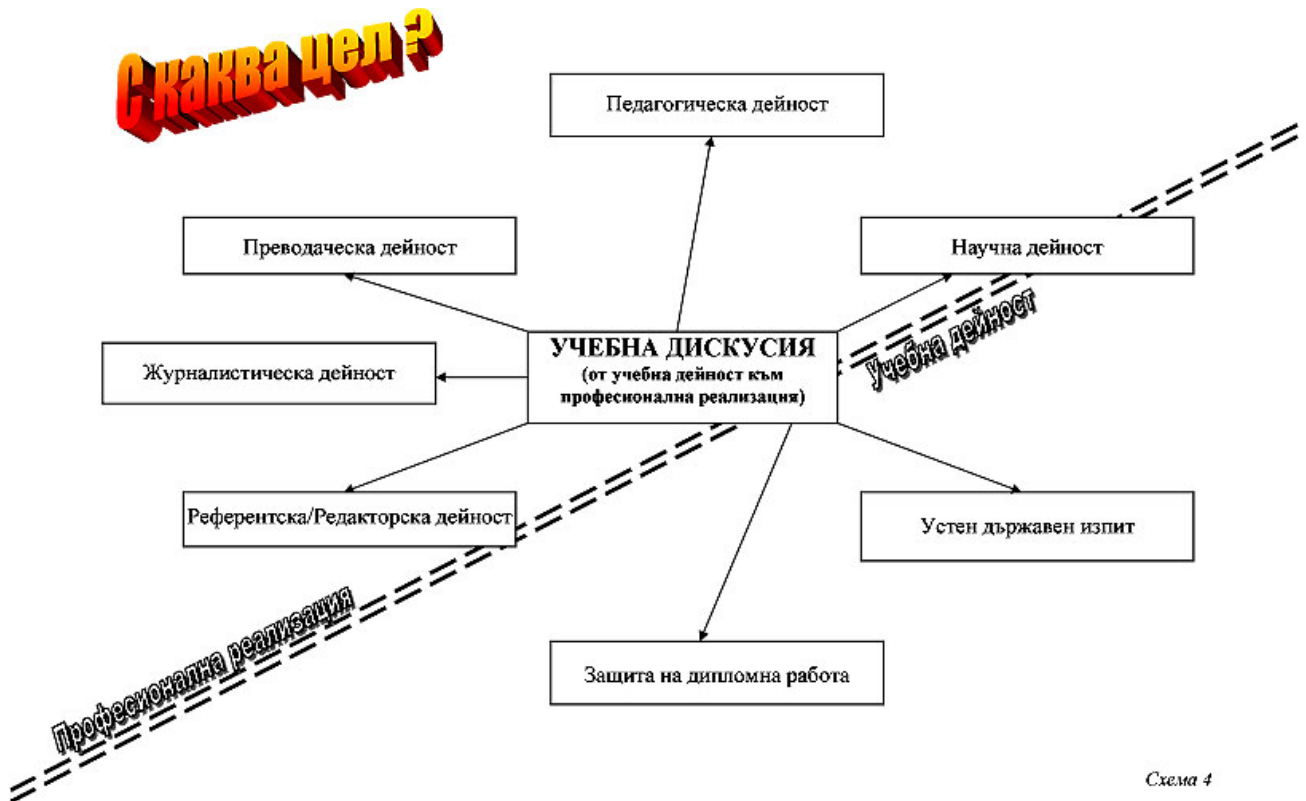 С каква цел ?
Педагогическа дейност
Преводаческа дейност
Научна дейност
УЧЕБНА ДИСКУСИЯ
(от учебна дейност към
професионална реализация)
Учебна дейност
Журналистическа дейност
Референтска/Редакторска дейност
Устен държавен изпит
Професионална реализация
Защита на дипломна работа
Схема 4